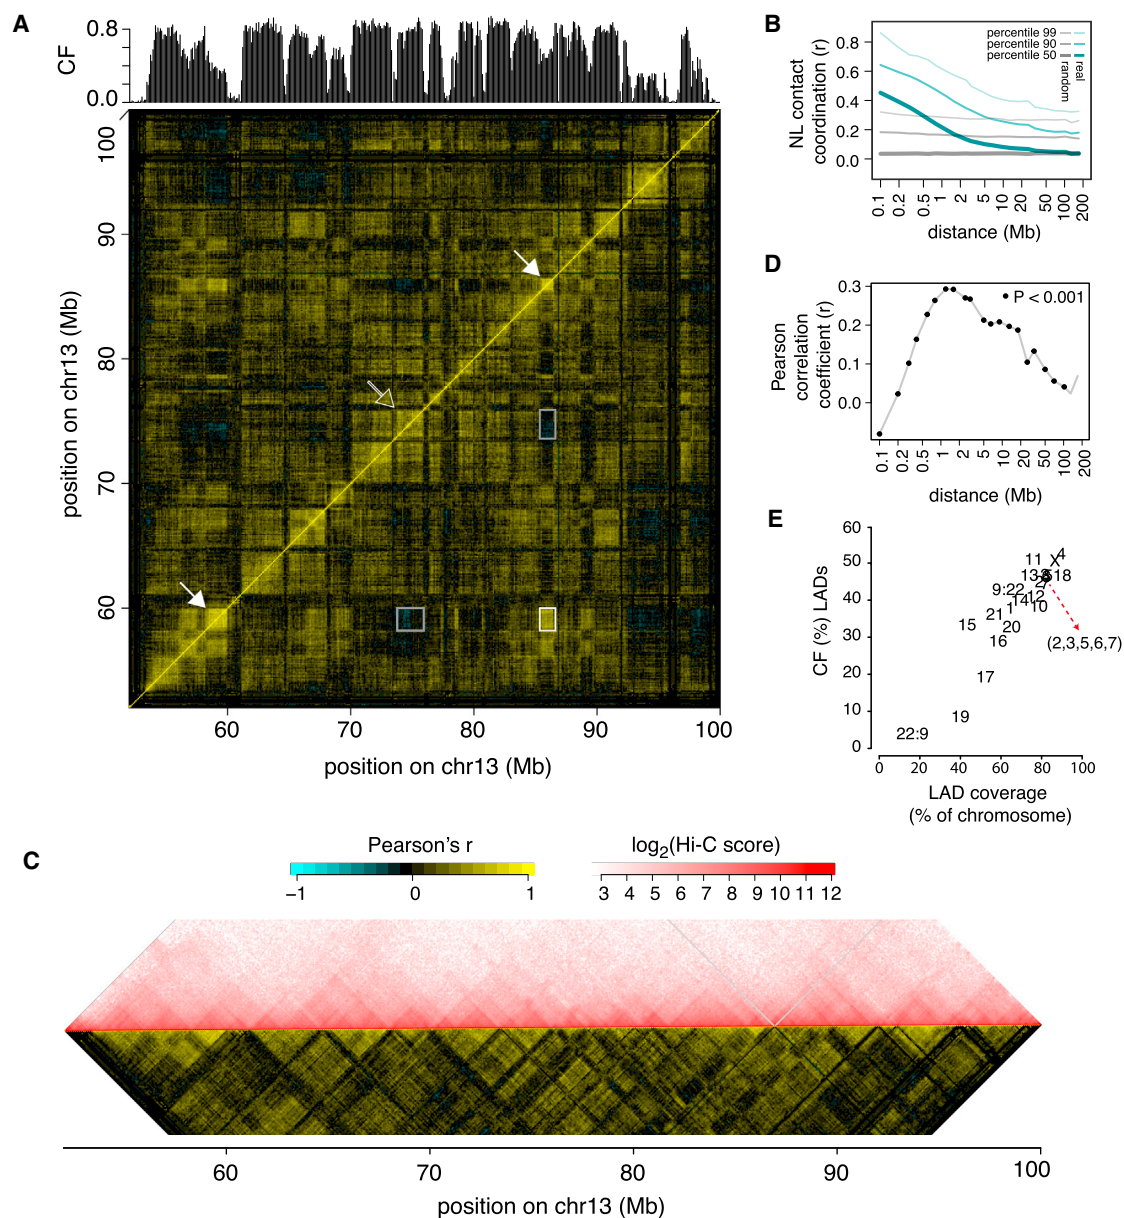 A
CF
0.8
0.0
100
90
80
70
60
position on chr13 (Mb)
60
70
80
90
100
position on chr13 (Mb)
B
NL contact
coordination (r)
0.8
0.6
0.4
0.2
0.0
percentile 99
percentile 90
percentile 50
random
real
0.1
0.2
0.5
1
2
5
10
20
50
100
200
distance (Mb)
D
Pearson
correlation
coefficient (r)
0.3
0.2
0.1
0.0
P < 0.001
0.1
0.2
0.5
1
2
5
10
20
50
100
200
distance (Mb)
E
CF (%) LADs
60
50
40
30
20
10
0
11 4
X
13 18
9:22 12
14
1 10
21
15 20
16
(2,3,5,6,7)
17
19
22:9
0 20 40 60 80 100
LAD coverage
(% of chromosome)
C
Pearson's r
−1 0 1
log2(Hi-C score)
3 4 5 6 7 8 9 10 11 12
60 70 80 90 100
position on chr13 (Mb)